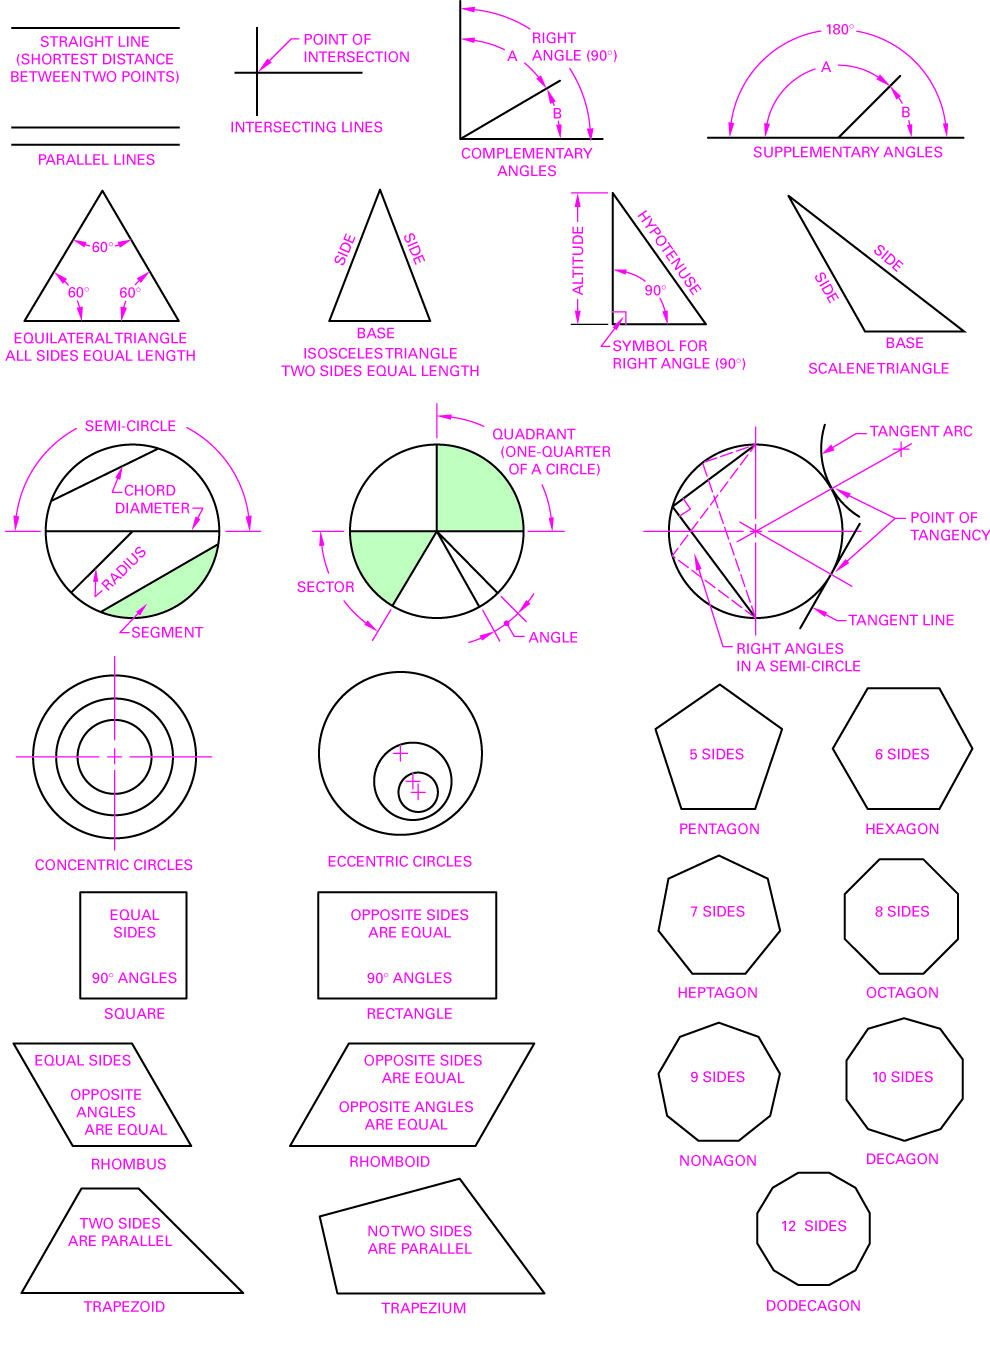 STRAIGHT LINE
(SHORTEST DISTANCE
BETWEEN TWO POINTS)
PARALLEL LINES
POINT OF
INTERSECTION
INTERSECTING LINES
RIGHT
ANGLE (90°)
A
B
COMPLEMENTARY
ANGLES
180°
A
B
SUPPLEMENTARY ANGLES
60°
60°
60°
EQUILATERAL TRIANGLE
ALL SIDES EQUAL LENGTH
SIDE
SIDE
BASE
ISOSCELES TRIANGLE
TWO SIDES EQUAL LENGTH
ALTITUDE
HYPOTENUSE
90°
SYMBOL FOR
RIGHT ANGLE (90°)
SIDE
SIDE
BASE
SCALENE TRIANGLE
SEMI-CIRCLE
CHORD
DIAMETER
RADIUS
SEGMENT
QUADRANT
(ONE-QUARTER
OF A CIRCLE)
SECTOR
ANGLE
TANGENT ARC
POINT OF
TANGENCY
TANGENT LINE
RIGHT ANGLES
IN A SEMI-CIRCLE
CONCENTRIC CIRCLES
ECCENTRIC CIRCLES
5 SIDES
PENTAGON
6 SIDES
HEXAGON
EQUAL
SIDES
90° ANGLES
SQUARE
OPPOSITE SIDES
ARE EQUAL
90° ANGLES
RECTANGLE
7 SIDES
HEPTAGON
8 SIDES
OCTAGON
EQUAL SIDES
OPPOSITE
ANGLES
ARE EQUAL
RHOMBUS
OPPOSITE SIDES
ARE EQUAL
OPPOSITE ANGLES
ARE EQUAL
RHOMBOID
9 SIDES
NONAGON
10 SIDES
DECAGON
TWO SIDES
ARE PARALLEL
TRAPEZOID
NO TWO SIDES
ARE PARALLEL
TRAPEZIUM
12 SIDES
DODECAGON